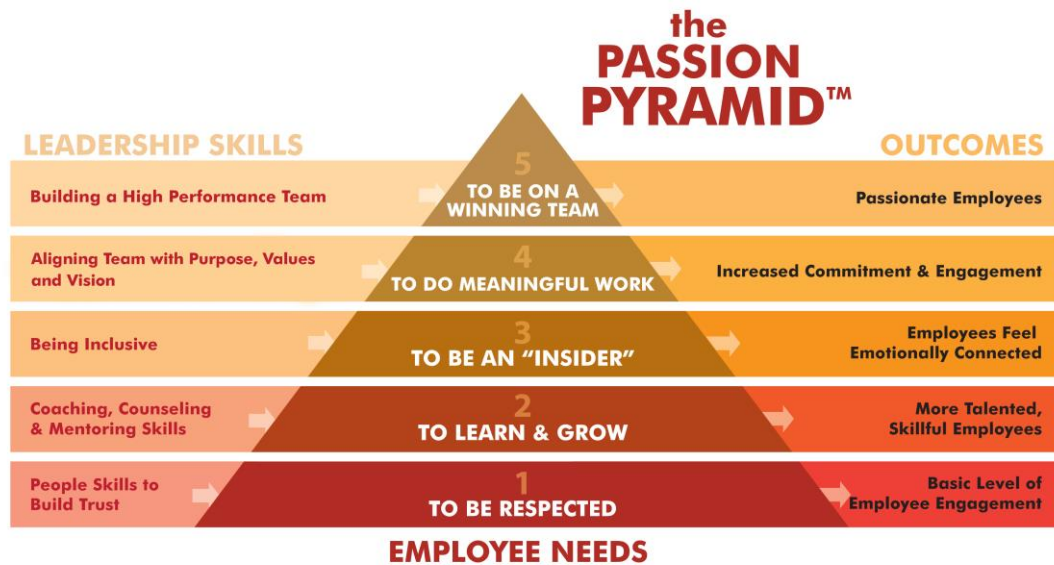 the
PASSION
PYRAMID™
LEADERSHIP SKILLS
OUTCOMES
Building a High Performance Team
5
TO BE ON A
WINNING TEAM
Passionate Employees
Aligning Team with Purpose, Values
and Vision
4
TO DO MEANINGFUL WORK
Increased Commitment & Engagement
Being Inclusive
3
TO BE AN “INSIDER”
Employees Feel
Emotionally Connected
Coaching, Counseling
& Mentoring Skills
2
TO LEARN & GROW
More Talented,
Skillful Employees
People Skills to
Build Trust
1
TO BE RESPECTED
Basic Level of
Employee Engagement
EMPLOYEE NEEDS